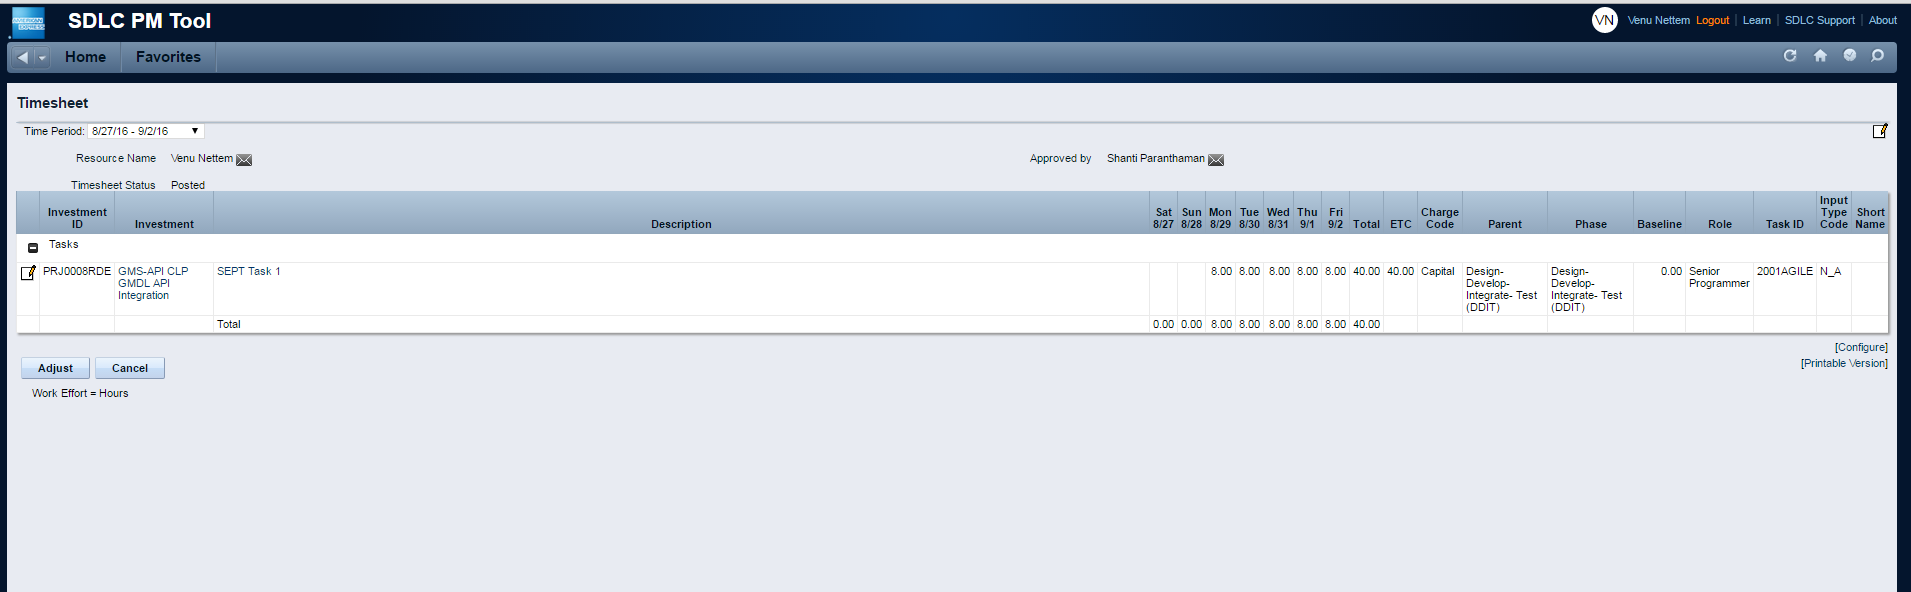 AMERICAN EXPRESS
SDLC PM Tool
VN Venu Nettem Logout | Learn | SDLC Support | About
Home Favorites
Timesheet
Time Period: 8/27/16 - 9/2/16
Resource Name Venu Nettem Approved by Shanti Paranthaman
Timesheet Status Posted
Investment ID Investment Description Sat 8/27 Sun 8/28 Mon 8/29 Tue 8/30 Wed 8/31 Thu 9/1 Fri 9/2 Total ETC Charge Code Parent Phase Baseline Role Task ID Input Type Code Short Name
Tasks
PRJ0008RDE GMS-API CLP GMDL API Integration SEPT Task 1 8.00 8.00 8.00 8.00 8.00 40.00 40.00 Capital Design- Develop- Integrate- Test (DDIT) Design- Develop- Integrate- Test (DDIT) 0.00 Senior Programmer 2001AGILE N_A
Total 0.00 0.00 8.00 8.00 8.00 8.00 8.00 40.00
[Configure]
[Printable Version]
Adjust Cancel
Work Effort = Hours